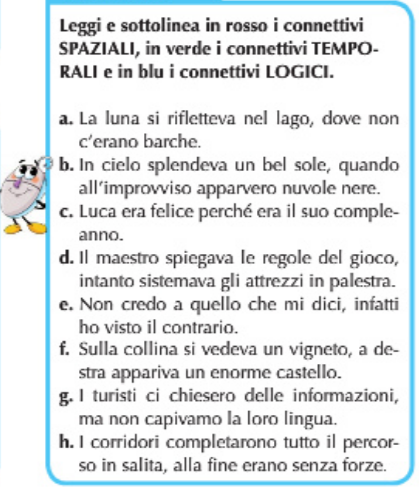 Leggi e sottolinea in rosso i connettivi
SPAZIALI, in verde i connettivi TEMPO-
RALI e in blu i connettivi LOGICI.
a. La luna si rifletteva nel lago, dove non
c'erano barche.
b. In cielo splendeva un bel sole, quando
all'improvviso apparvero nuvole nere.
c. Luca era felice perché era il suo comple-
anno.
d. Il maestro spiegava le regole del gioco,
intanto sistemava gli attrezzi in palestra.
e. Non credo a quello che mi dici, infatti
ho visto il contrario.
f. Sulla collina si vedeva un vigneto, a de-
stra appariva un enorme castello.
g. I turisti ci chiesero delle informazioni,
ma non capivamo la loro lingua.
h. I corridori completarono tutto il percor-
so in salita, alla fine erano senza forze.